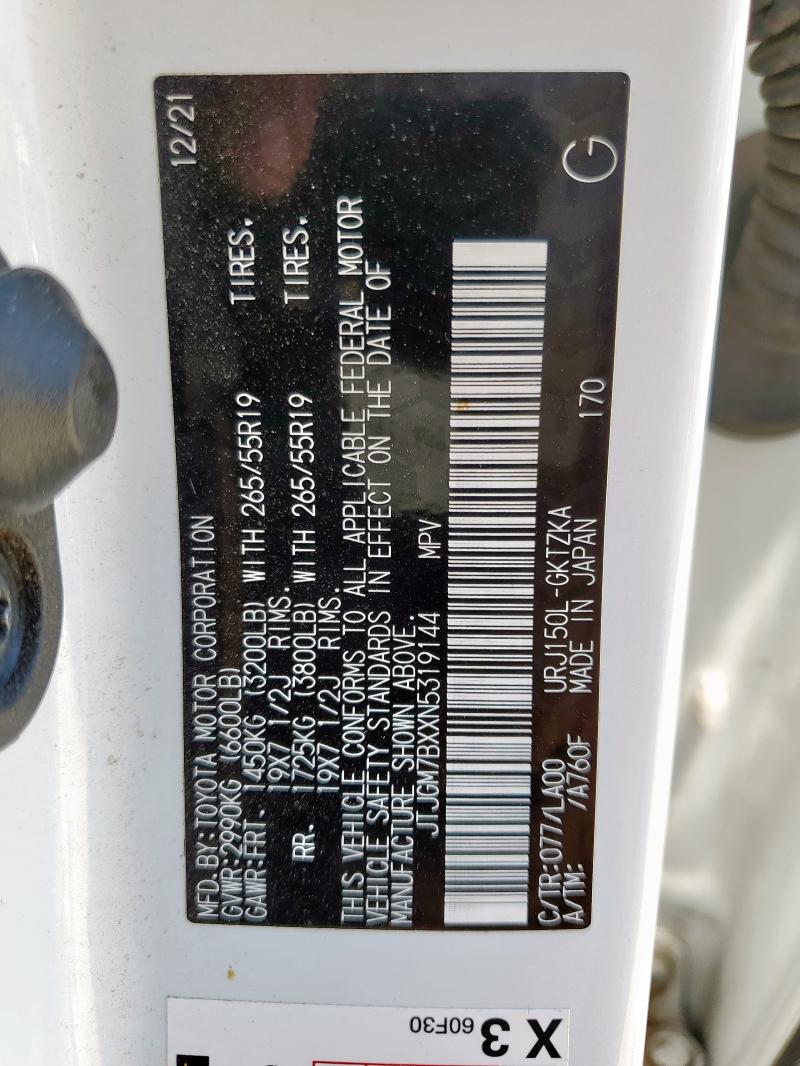 MFD.BY:TOYOTA MOTOR CORPORATION 12/21
GVWR:2990KG (6600LB)
GAWR:FRT. 1450KG (3200LB) WITH 265/55R19 TIRES.
19X7 1/2J RIMS.
RR. 1725KG (3800LB) WITH 265/55R19 TIRES.
19X7 1/2J RIMS.
THIS VEHICLE CONFORMS TO ALL APPLICABLE FEDERAL MOTOR
VEHICLE SAFETY STANDARDS IN EFFECT ON THE DATE OF
MANUFACTURE SHOWN ABOVE.
JTJGM7BXXN5319144 MPV
C/TR:077/LA00 URJ150L-GKTZKA
A/TM: /A760F MADE IN JAPAN 170 G
X 3 60F30